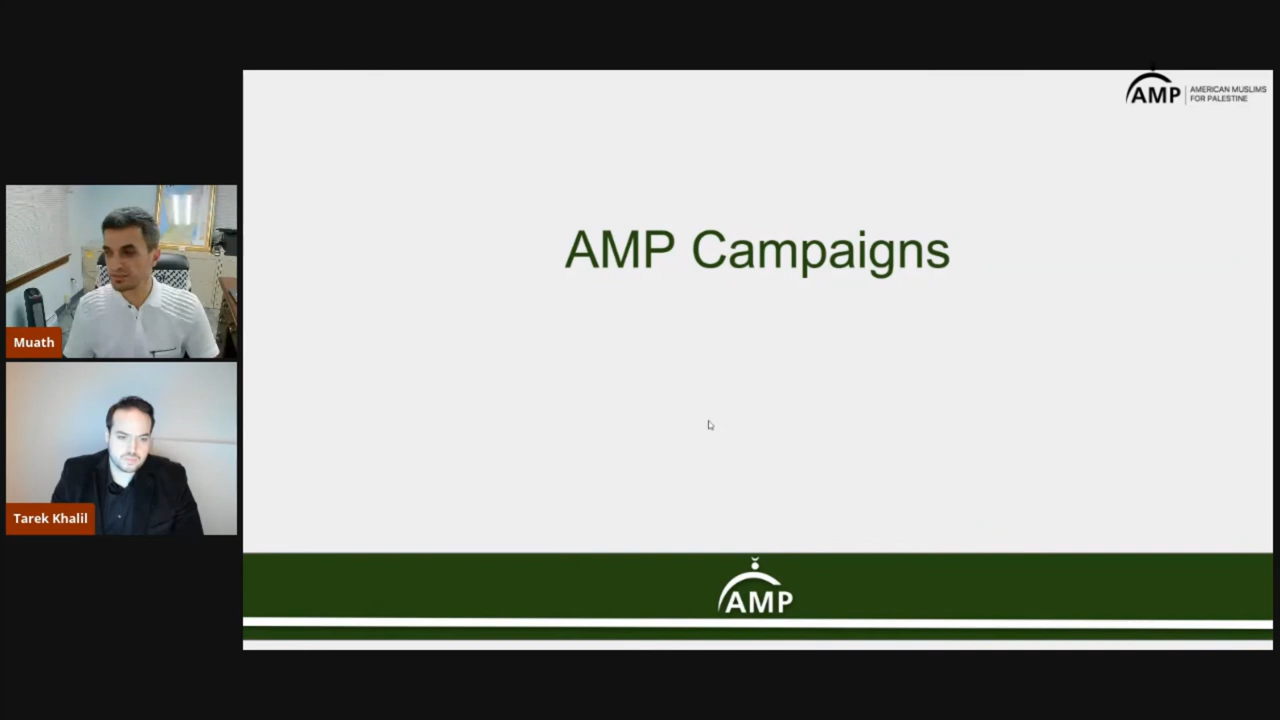 AMP
AMERICAN MUSLIMS
FOR PALESTINE
AMP Campaigns
Muath
Tarek Khalil
AMP